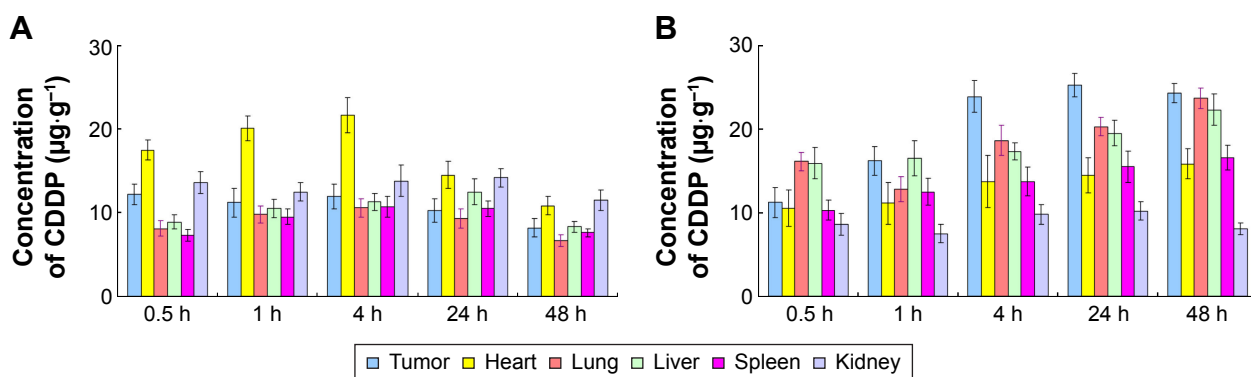 A
Concentration
of CDDP (µg·g⁻¹)
30
20
10
0
0.5 h 1 h 4 h 24 h 48 h
B
Concentration
of CDDP (µg·g⁻¹)
30
20
10
0
0.5 h 1 h 4 h 24 h 48 h
Tumor Heart Lung Liver Spleen Kidney